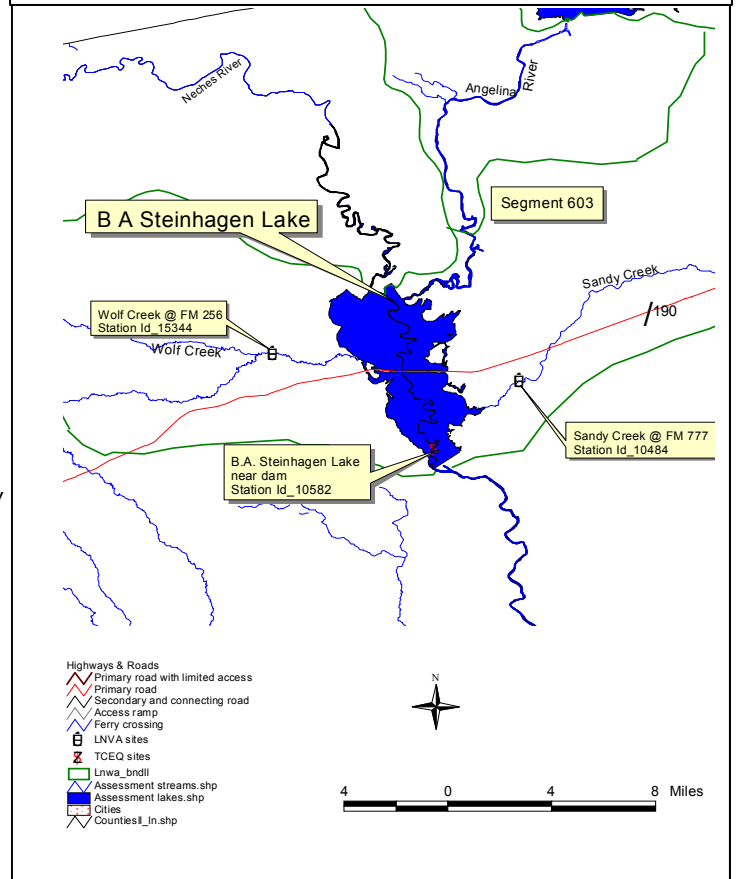 Neches River
Angelina
River
B A Steinhagen Lake
Segment 603
Sandy Creek
190
Wolf Creek @ FM 256
Station Id_15344
Wolf Creek
Sandy Creek @ FM 777
Station Id_10484
B.A. Steinhagen Lake
near dam
Station Id_10582
Highways & Roads
Primary road with limited access
Primary road
Secondary and connecting road
Access ramp
Ferry crossing
LNVA sites
TCEQ sites
Lnwa_bndll
Assessment streams.shp
Assessment lakes.shp
Cities
Countiesll_ln.shp
N
4 0 4 8 Miles